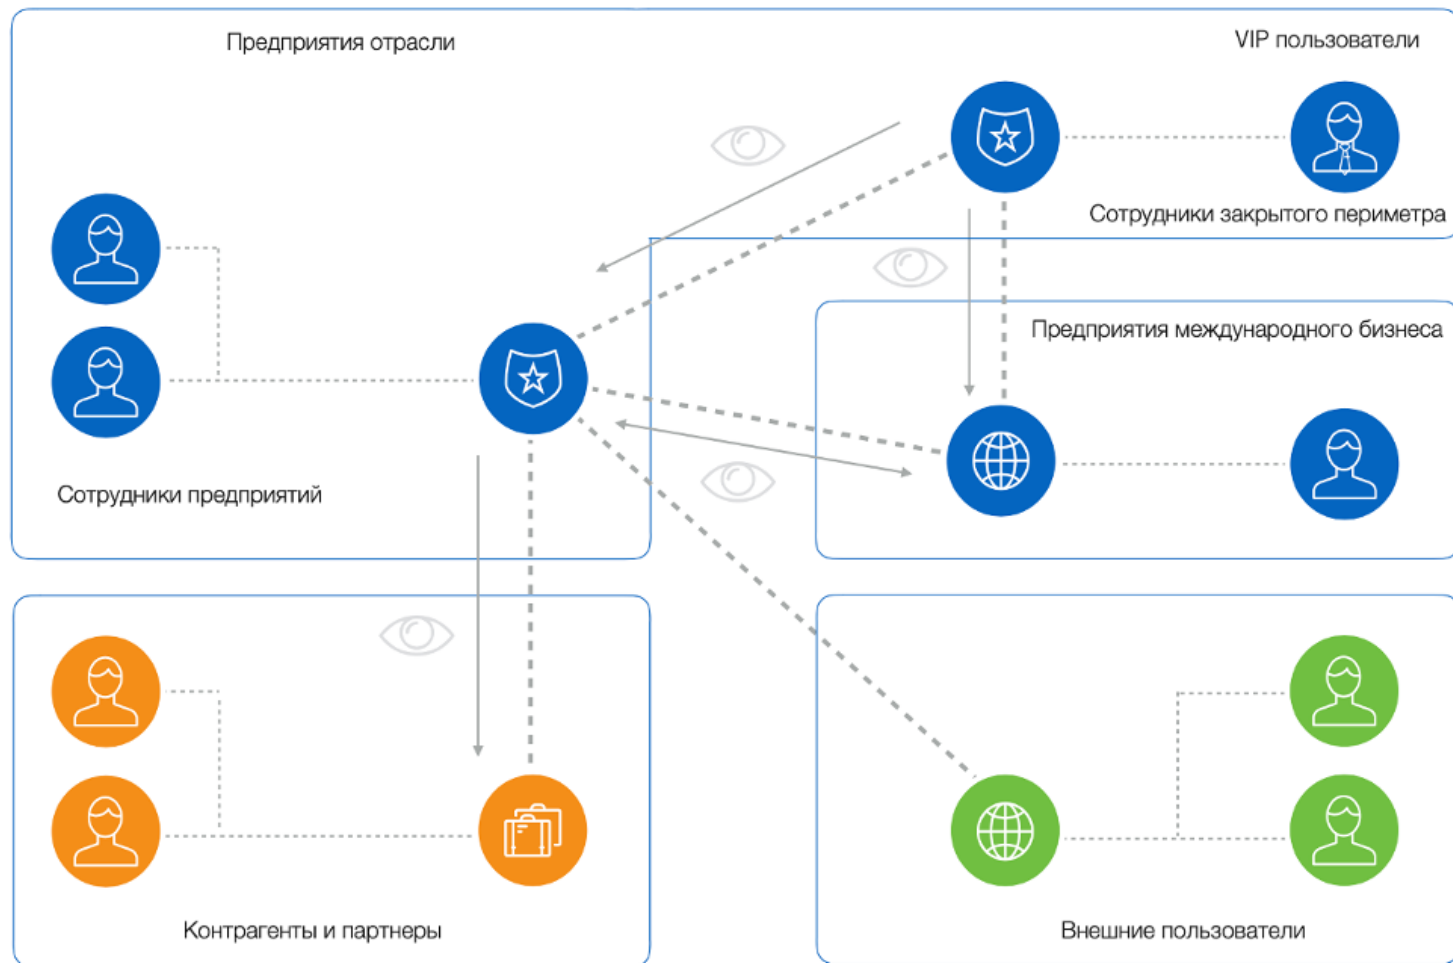 Предприятия отрасли
VIP пользователи
Сотрудники закрытого периметра
Предприятия международного бизнеса
Сотрудники предприятий
Контрагенты и партнеры
Внешние пользователи